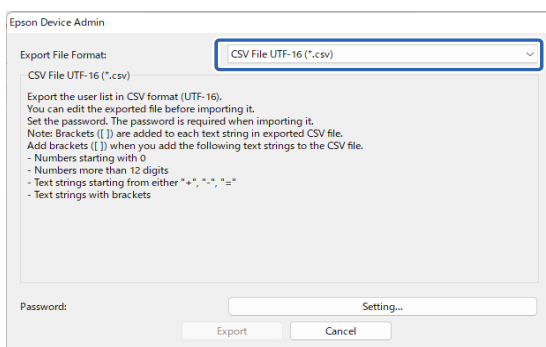 Epson Device Admin
Export File Format:
CSV File UTF-16 (*.csv)
CSV File UTF-16 (*.csv)
Export the user list in CSV format (UTF-16).
You can edit the exported file before importing it.
Set the password. The password is required when importing it.
Note: Brackets ([ ]) are added to each text string in exported CSV file.
Add brackets ([ ]) when you add the following text strings to the CSV file.
- Numbers starting with 0
- Numbers more than 12 digits
- Text strings starting from either "+", "-", "="
- Text strings with brackets
Password:
Setting...
Export
Cancel